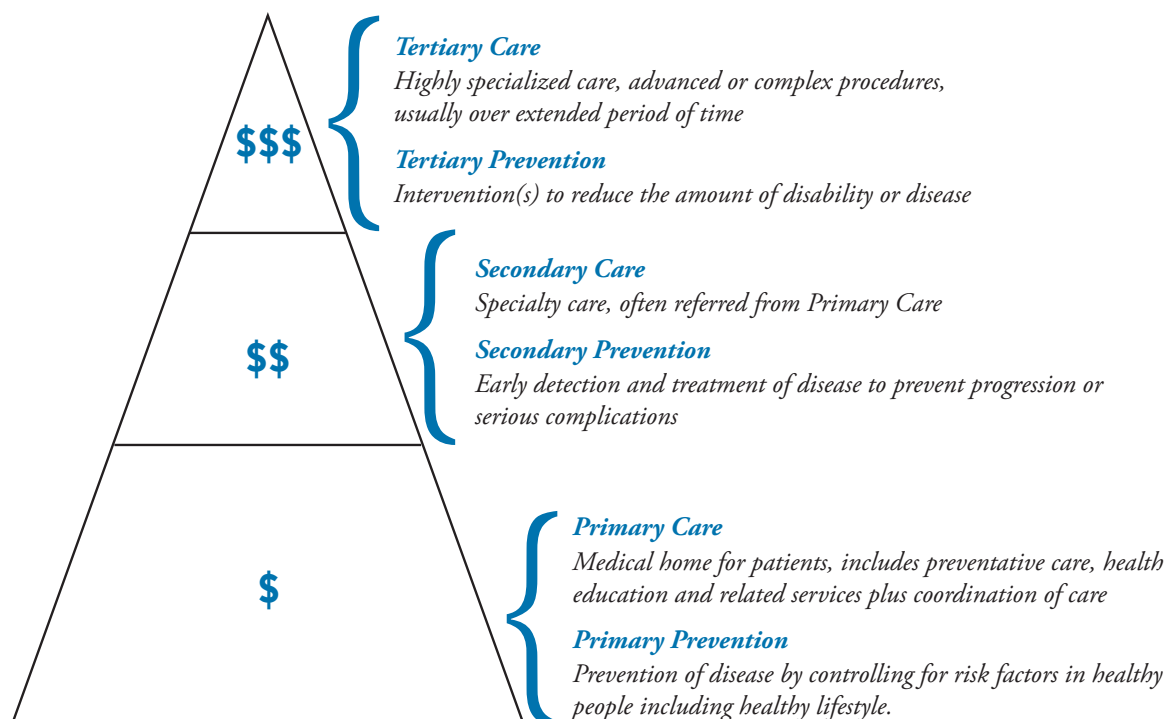 Tertiary Care
Highly specialized care, advanced or complex procedures,
usually over extended period of time
$$$
Tertiary Prevention
Intervention(s) to reduce the amount of disability or disease
Secondary Care
Specialty care, often referred from Primary Care
$$
Secondary Prevention
Early detection and treatment of disease to prevent progression or
serious complications
Primary Care
Medical home for patients, includes preventative care, health
education and related services plus coordination of care
$
Primary Prevention
Prevention of disease by controlling for risk factors in healthy
people including healthy lifestyle.